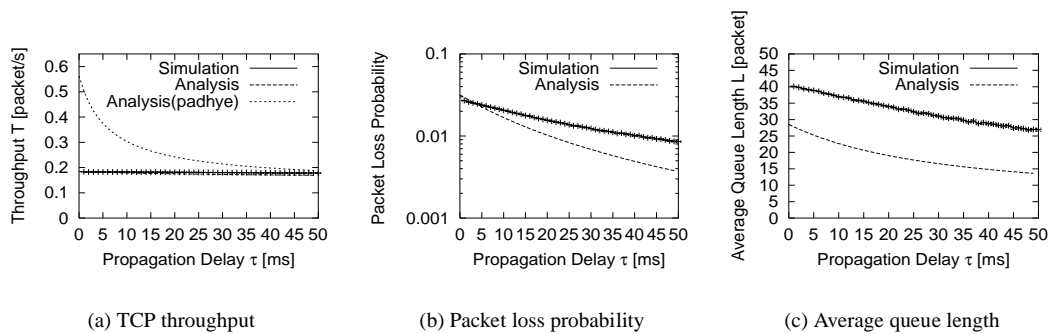 Throughput T [packet/s]
0.6
0.5
0.4
0.3
0.2
0.1
0
Simulation
Analysis
Analysis(padhye)
0 5 10 15 20 25 30 35 40 45 50
Propagation Delay τ [ms]
(a) TCP throughput
Packet Loss Probability
0.1
0.01
0.001
Simulation
Analysis
0 5 10 15 20 25 30 35 40 45 50
Propagation Delay τ [ms]
(b) Packet loss probability
Average Queue Length L [packet]
50
45
40
35
30
25
20
15
10
5
0
Simulation
Analysis
0 5 10 15 20 25 30 35 40 45 50
Propagation Delay τ [ms]
(c) Average queue length